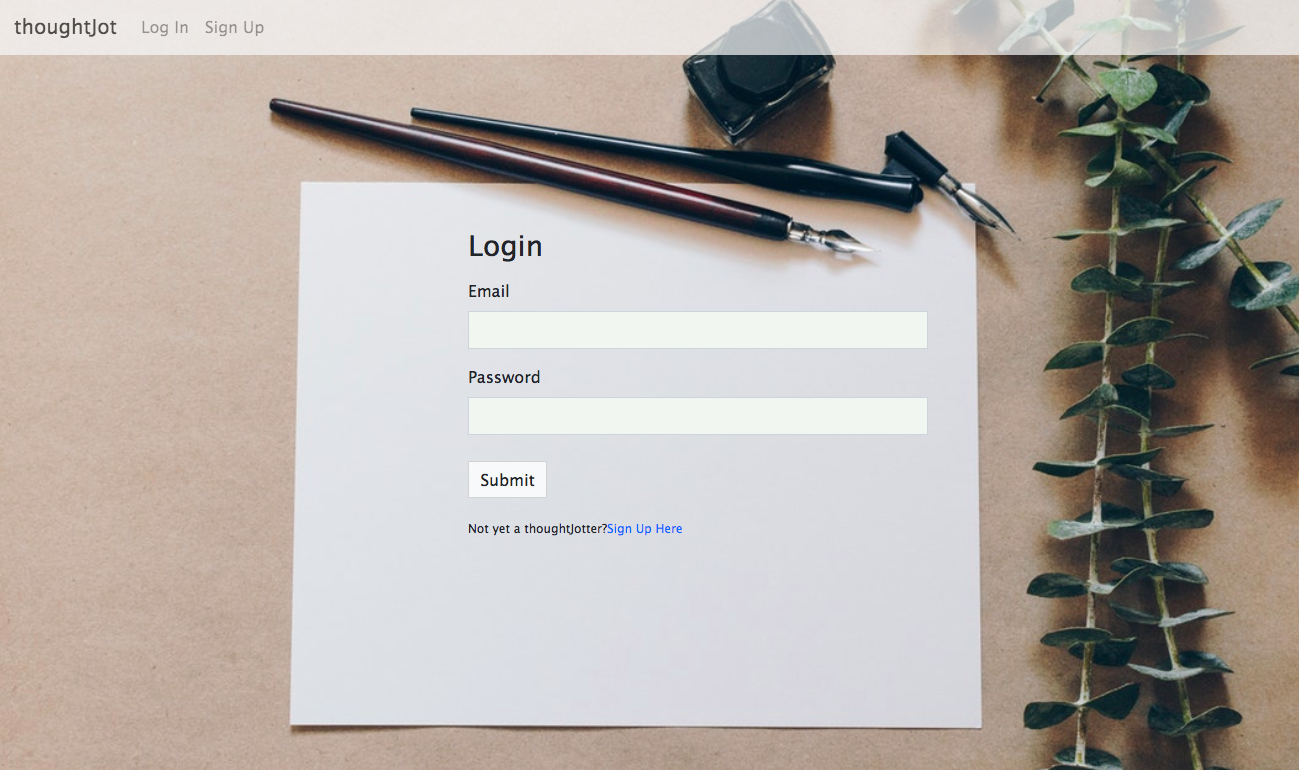 thoughtJot Log In Sign Up
Login
Email
Password
Submit
Not yet a thoughtJotter?Sign Up Here